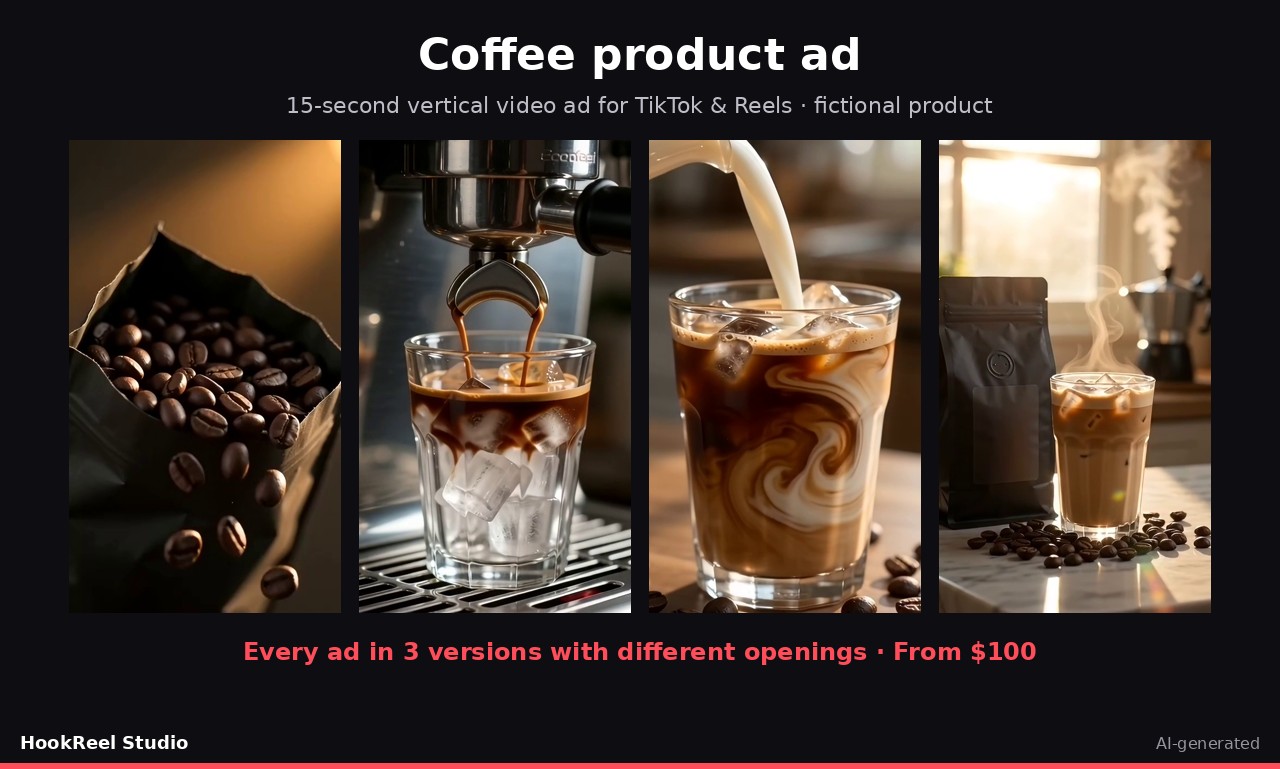 Coffee product ad
15-second vertical video ad for TikTok & Reels · fictional product
Every ad in 3 versions with different openings · From $100
HookReel Studio
AI-generated